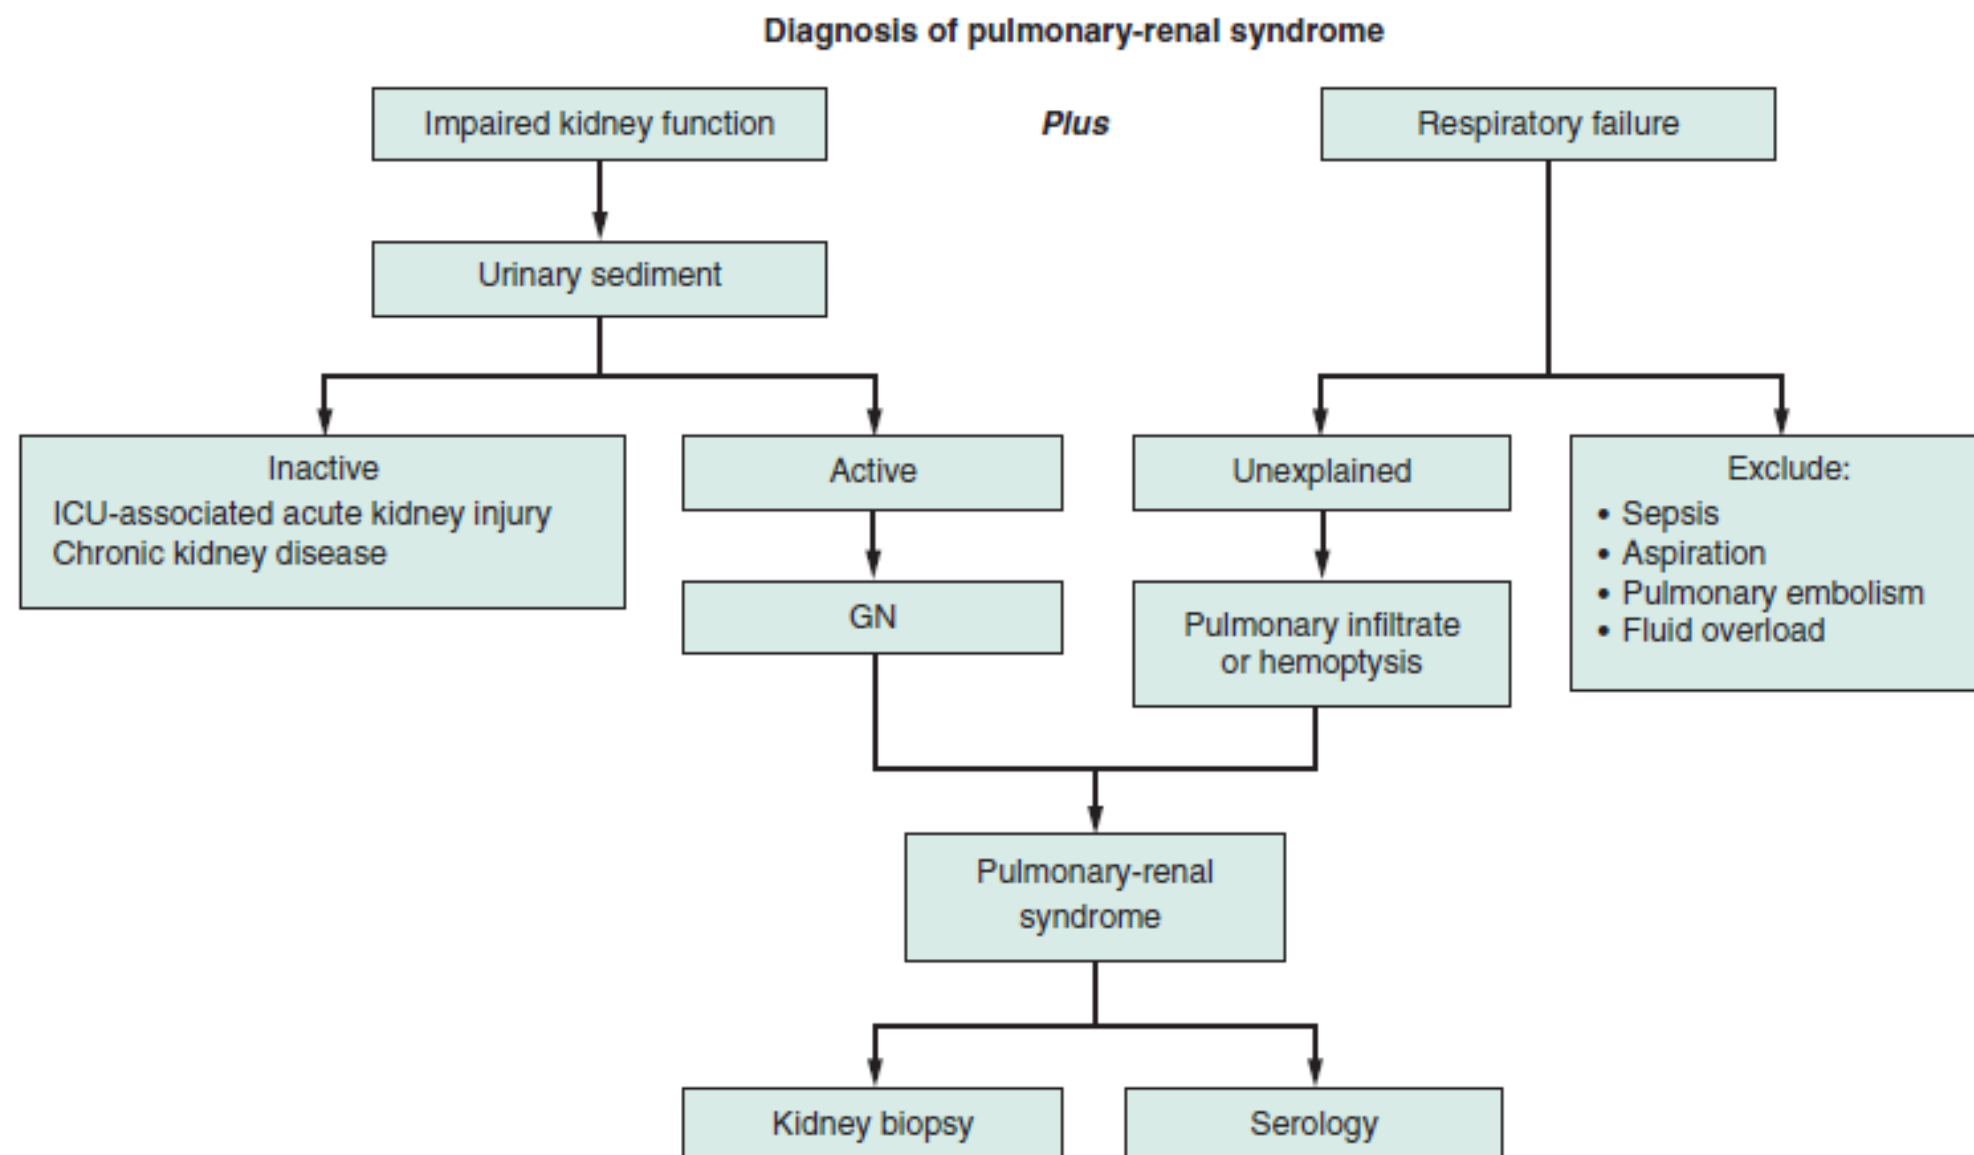 Diagnosis of pulmonary-renal syndrome
Impaired kidney function
Plus
Respiratory failure
Urinary sediment
Inactive
ICU-associated acute kidney injury
Chronic kidney disease
Active
Unexplained
Exclude:
• Sepsis
• Aspiration
• Pulmonary embolism
• Fluid overload
GN
Pulmonary infiltrate
or hemoptysis
Pulmonary-renal
syndrome
Kidney biopsy
Serology